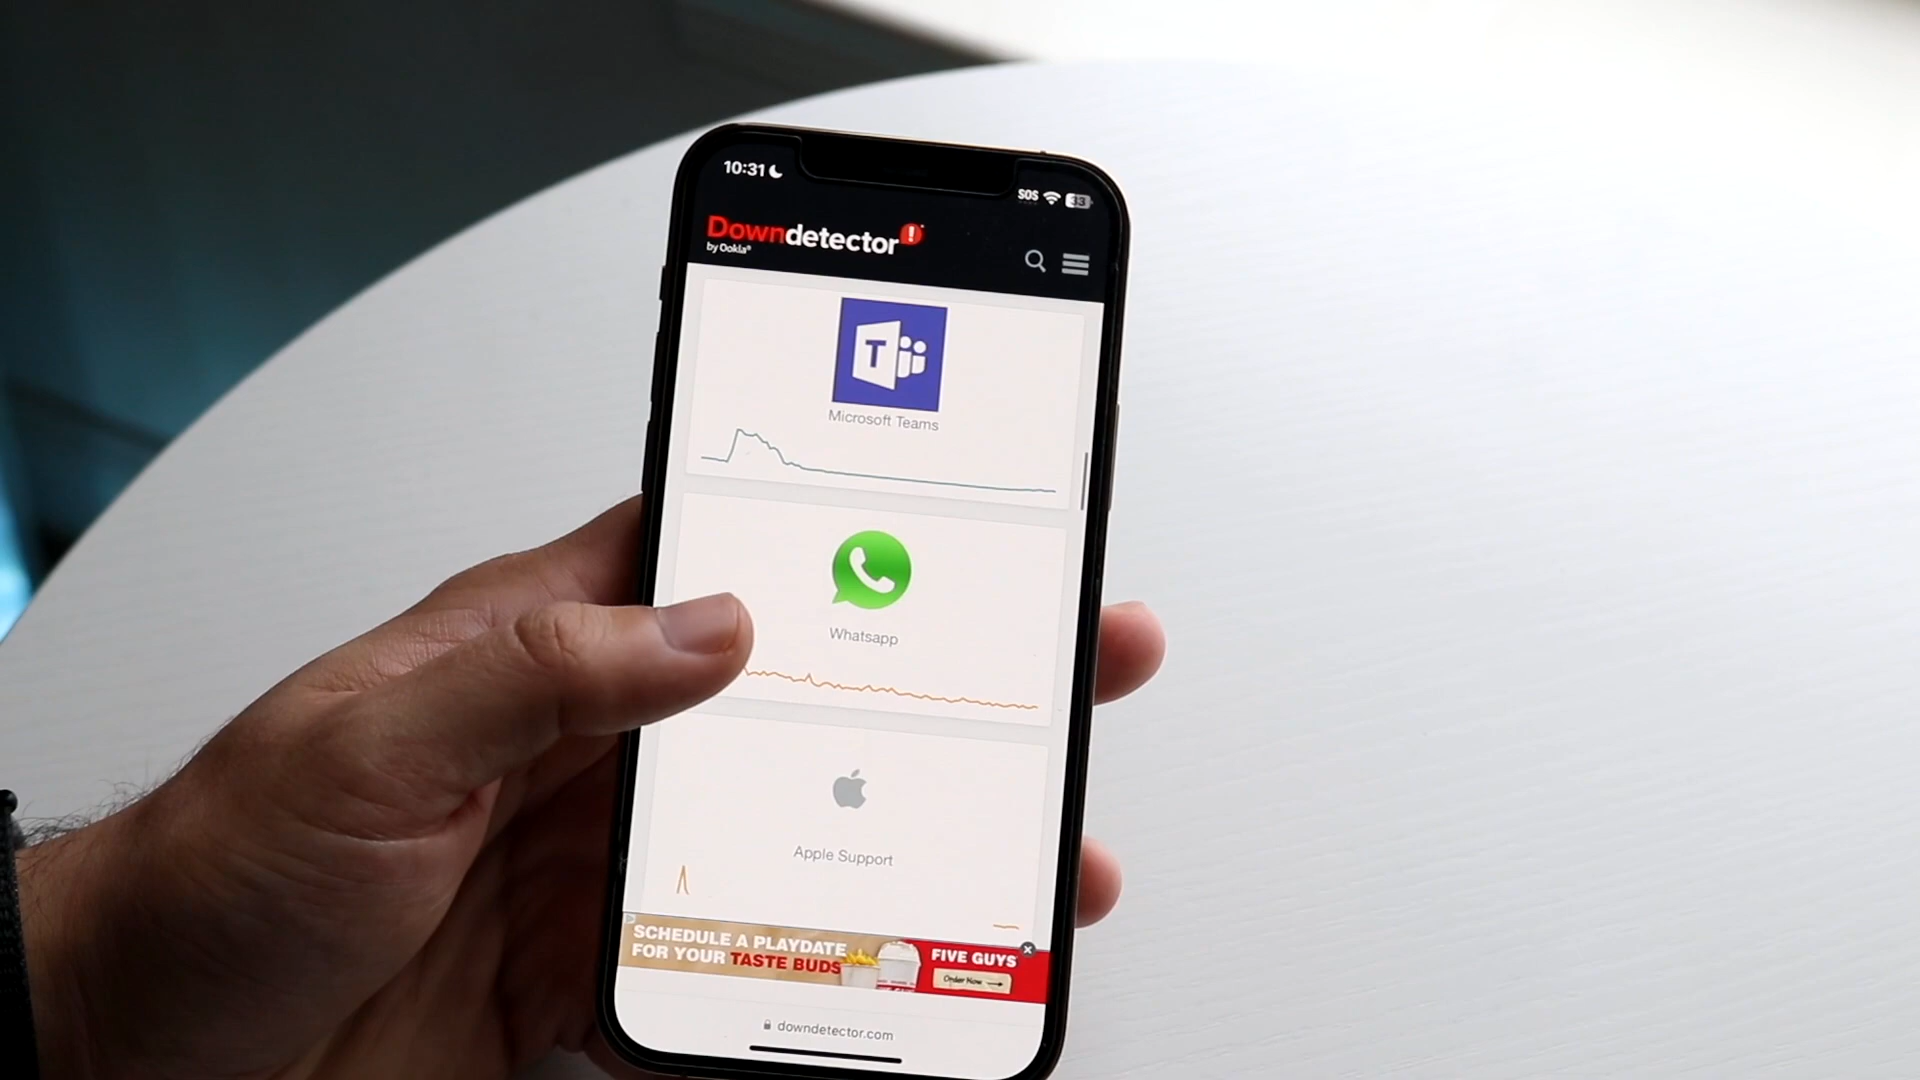 10:31
SOS 33
Downdetector!
by Ookla®
T
Microsoft Teams
Whatsapp
Apple Support
SCHEDULE A PLAYDATE
FOR YOUR TASTE BUDS
FIVE GUYS
Order Now
downdetector.com